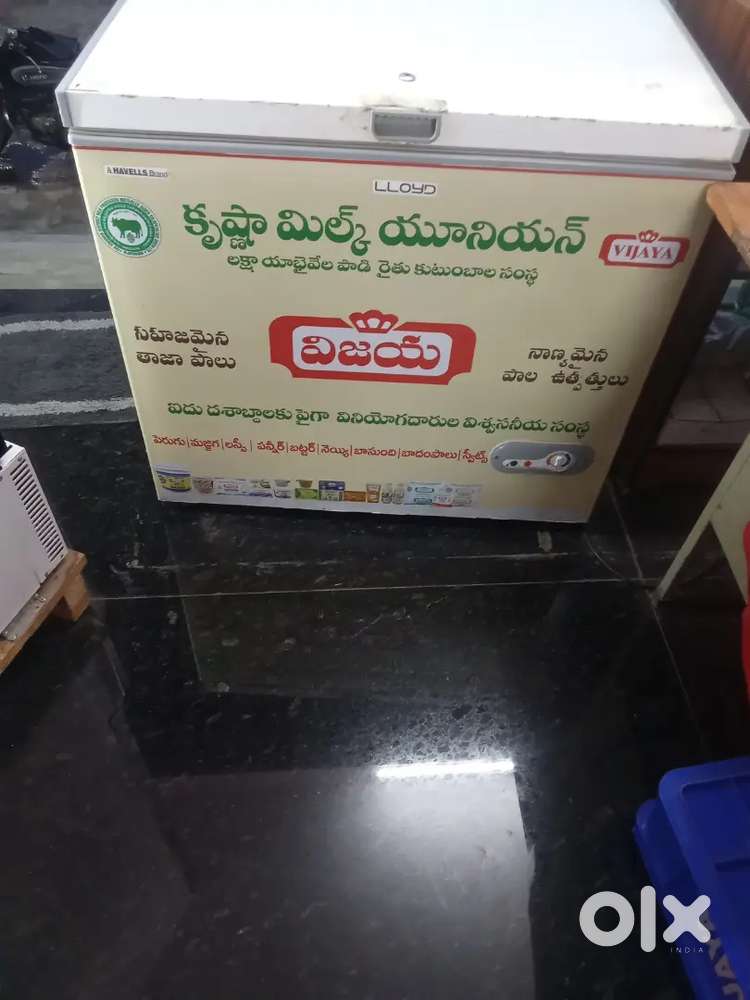 A HAVELLS Brand
LLOYD
కృష్ణా మిల్క్ యూనియన్
VIJAYA
లక్షా యాభైవేల పాడి రైతు కుటుంబాల సంస్థ
సహజమైన
తాజా పాలు
విజయ
నాణ్యమైన
పాల ఉత్పత్తులు
ఐదు దశాబ్దాలకు పైగా వినియోగదారుల విశ్వసనీయ సంస్థ
పెరుగు|మజ్జిగ|లస్సీ| పన్నీర్|బట్టర్|నెయ్యి|బాసుంది|బాదంపాలు|స్వీట్స్
olx
INDIA